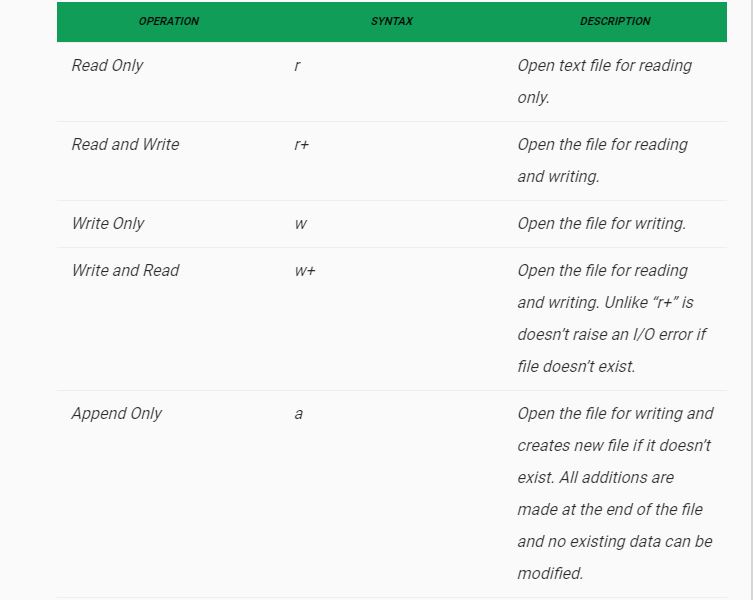 OPERATION SYNTAX DESCRIPTION
Read Only r Open text file for reading
only.
Read and Write r+ Open the file for reading
and writing.
Write Only w Open the file for writing.
Write and Read w+ Open the file for reading
and writing. Unlike “r+” is
doesn’t raise an I/O error if
file doesn’t exist.
Append Only a Open the file for writing and
creates new file if it doesn’t
exist. All additions are
made at the end of the file
and no existing data can be
modified.